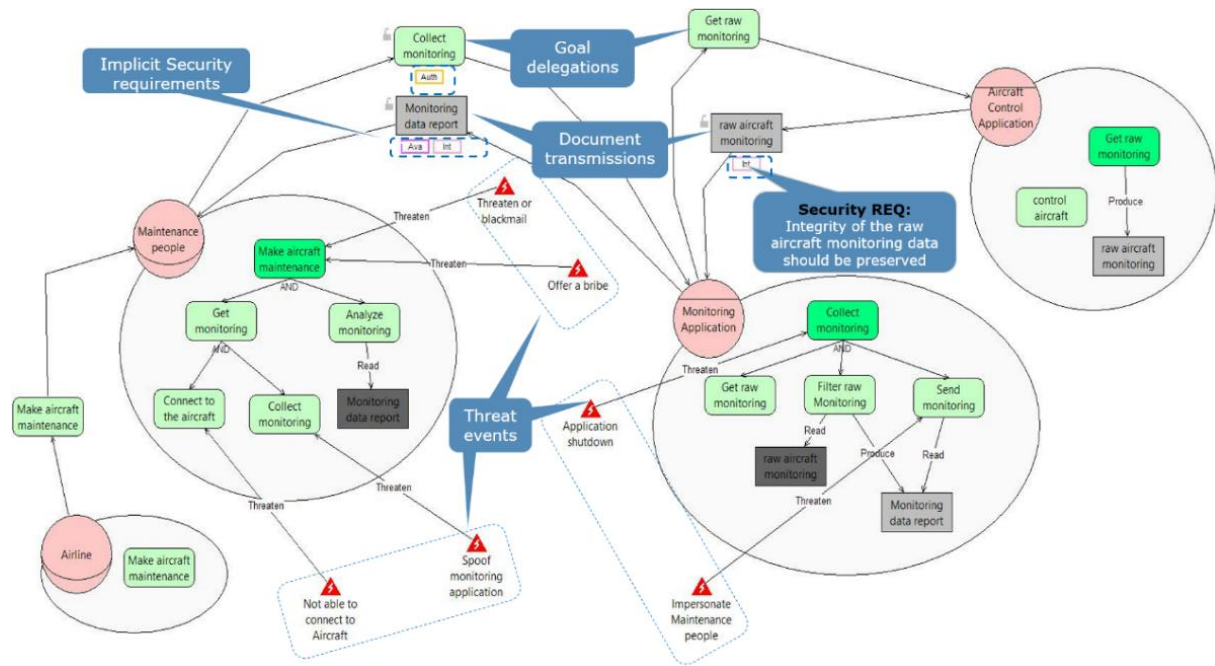 Collect
monitoring
Auth
Get raw
monitoring
Goal
delegations
Implicit Security
requirements
Monitoring
data report
Ava
Int
Document
transmissions
raw aircraft
monitoring
Int
Security REQ:
Integrity of the raw
aircraft monitoring data
should be preserved
Aircraft
Control
Application
Get raw
monitoring
control
aircraft
Produce
raw aircraft
monitoring
Threaten or
blackmail
Threaten
Maintenance
people
Make aircraft
maintenance
Threaten
Offer a bribe
AND
Get
monitoring
Analyze
monitoring
AND
Read
Connect to
the aircraft
Collect
monitoring
Monitoring
data report
Make aircraft
maintenance
Threaten
Threaten
Airline
Make aircraft
maintenance
Not able to
connect to
Aircraft
Spoof
monitoring
application
Threat
events
Monitoring
Application
Collect
monitoring
AND
Threaten
Get raw
monitoring
Filter raw
Monitoring
Send
monitoring
Application
shutdown
Read
Produce
Read
raw aircraft
monitoring
Threaten
Monitoring
data report
Impersonate
Maintenance
people